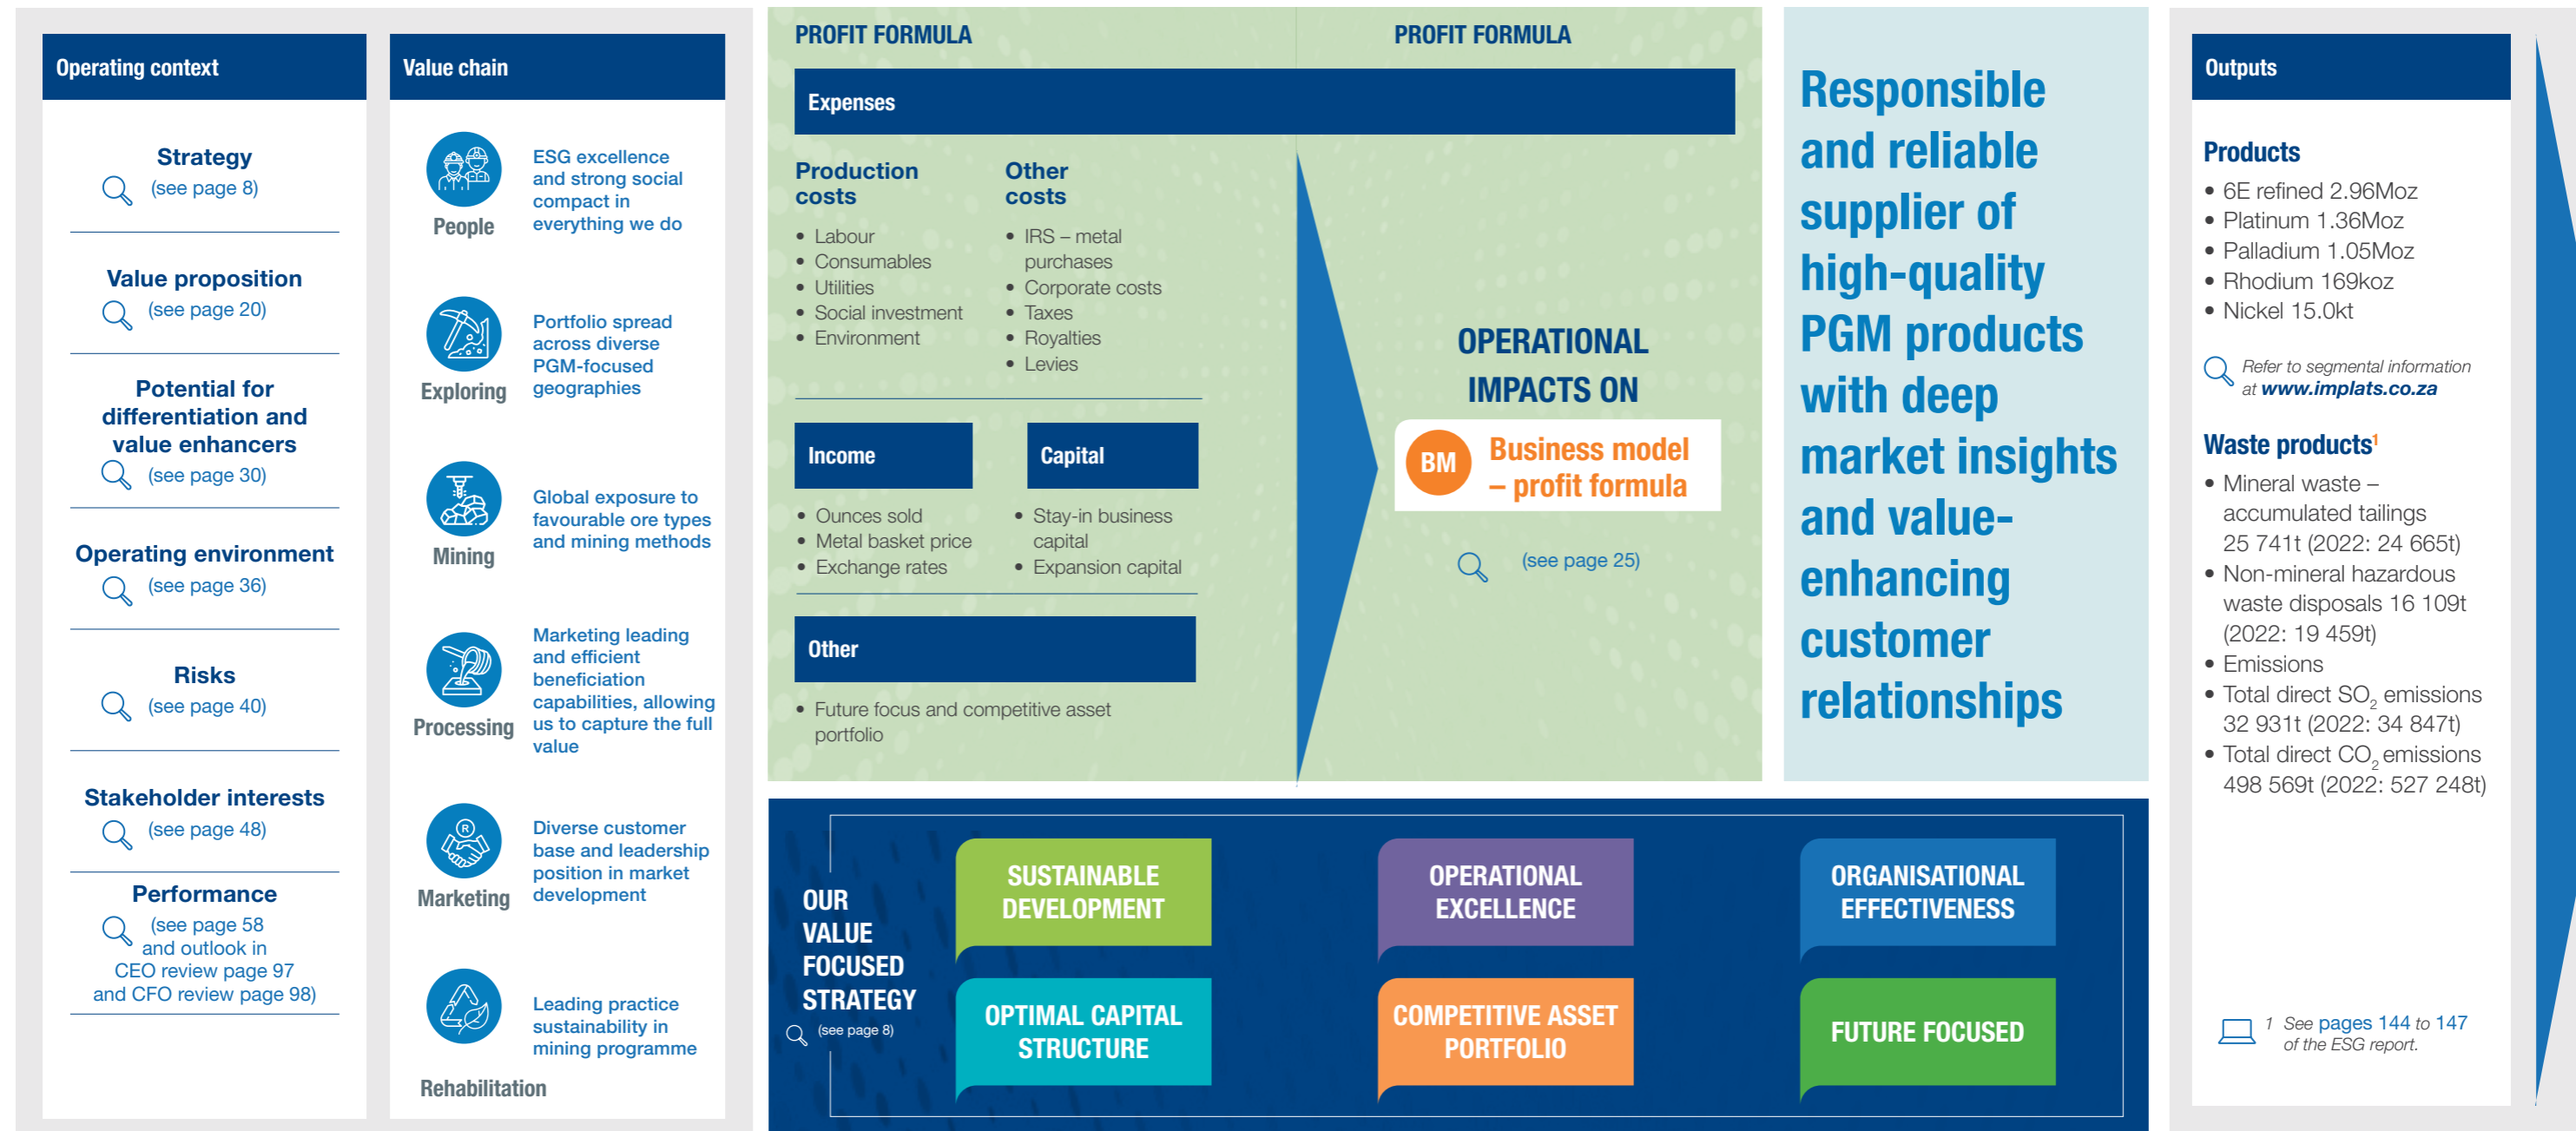 Operating context
Strategy
(see page 8)
Value proposition
(see page 20)
Potential for
differentiation and
value enhancers
(see page 30)
Operating environment
(see page 36)
Risks
(see page 40)
Stakeholder interests
(see page 48)
Performance
(see page 58
and outlook in
CEO review page 97
and CFO review page 98)
Value chain
People
ESG excellence
and strong social
compact in
everything we do
Exploring
Portfolio spread
across diverse
PGM-focused
geographies
Mining
Global exposure to
favourable ore types
and mining methods
Processing
Marketing leading
and efficient
beneficiation
capabilities, allowing
us to capture the full
value
R
Marketing
Diverse customer
base and leadership
position in market
development
Rehabilitation
Leading practice
sustainability in
mining programme
PROFIT FORMULA
PROFIT FORMULA
Expenses
Production
costs
• Labour
• Consumables
• Utilities
• Social investment
• Environment
Other
costs
• IRS – metal
purchases
• Corporate costs
• Taxes
• Royalties
• Levies
Income
• Ounces sold
• Metal basket price
• Exchange rates
Capital
• Stay-in business
capital
• Expansion capital
Other
• Future focus and competitive asset
portfolio
OPERATIONAL
IMPACTS ON
BM
Business model
– profit formula
(see page 25)
Responsible
and reliable
supplier of
high-quality
PGM products
with deep
market insights
and value-
enhancing
customer
relationships
OUR
VALUE
FOCUSED
STRATEGY
(see page 8)
SUSTAINABLE
DEVELOPMENT
OPERATIONAL
EXCELLENCE
ORGANISATIONAL
EFFECTIVENESS
OPTIMAL CAPITAL
STRUCTURE
COMPETITIVE ASSET
PORTFOLIO
FUTURE FOCUSED
Outputs
Products
• 6E refined 2.96Moz
• Platinum 1.36Moz
• Palladium 1.05Moz
• Rhodium 169koz
• Nickel 15.0kt
Refer to segmental information
at www.implats.co.za
Waste products¹
• Mineral waste –
accumulated tailings
25 741t (2022: 24 665t)
• Non-mineral hazardous
waste disposals 16 109t
(2022: 19 459t)
• Emissions
• Total direct SO₂ emissions
32 931t (2022: 34 847t)
• Total direct CO₂ emissions
498 569t (2022: 527 248t)
1 See pages 144 to 147
of the ESG report.